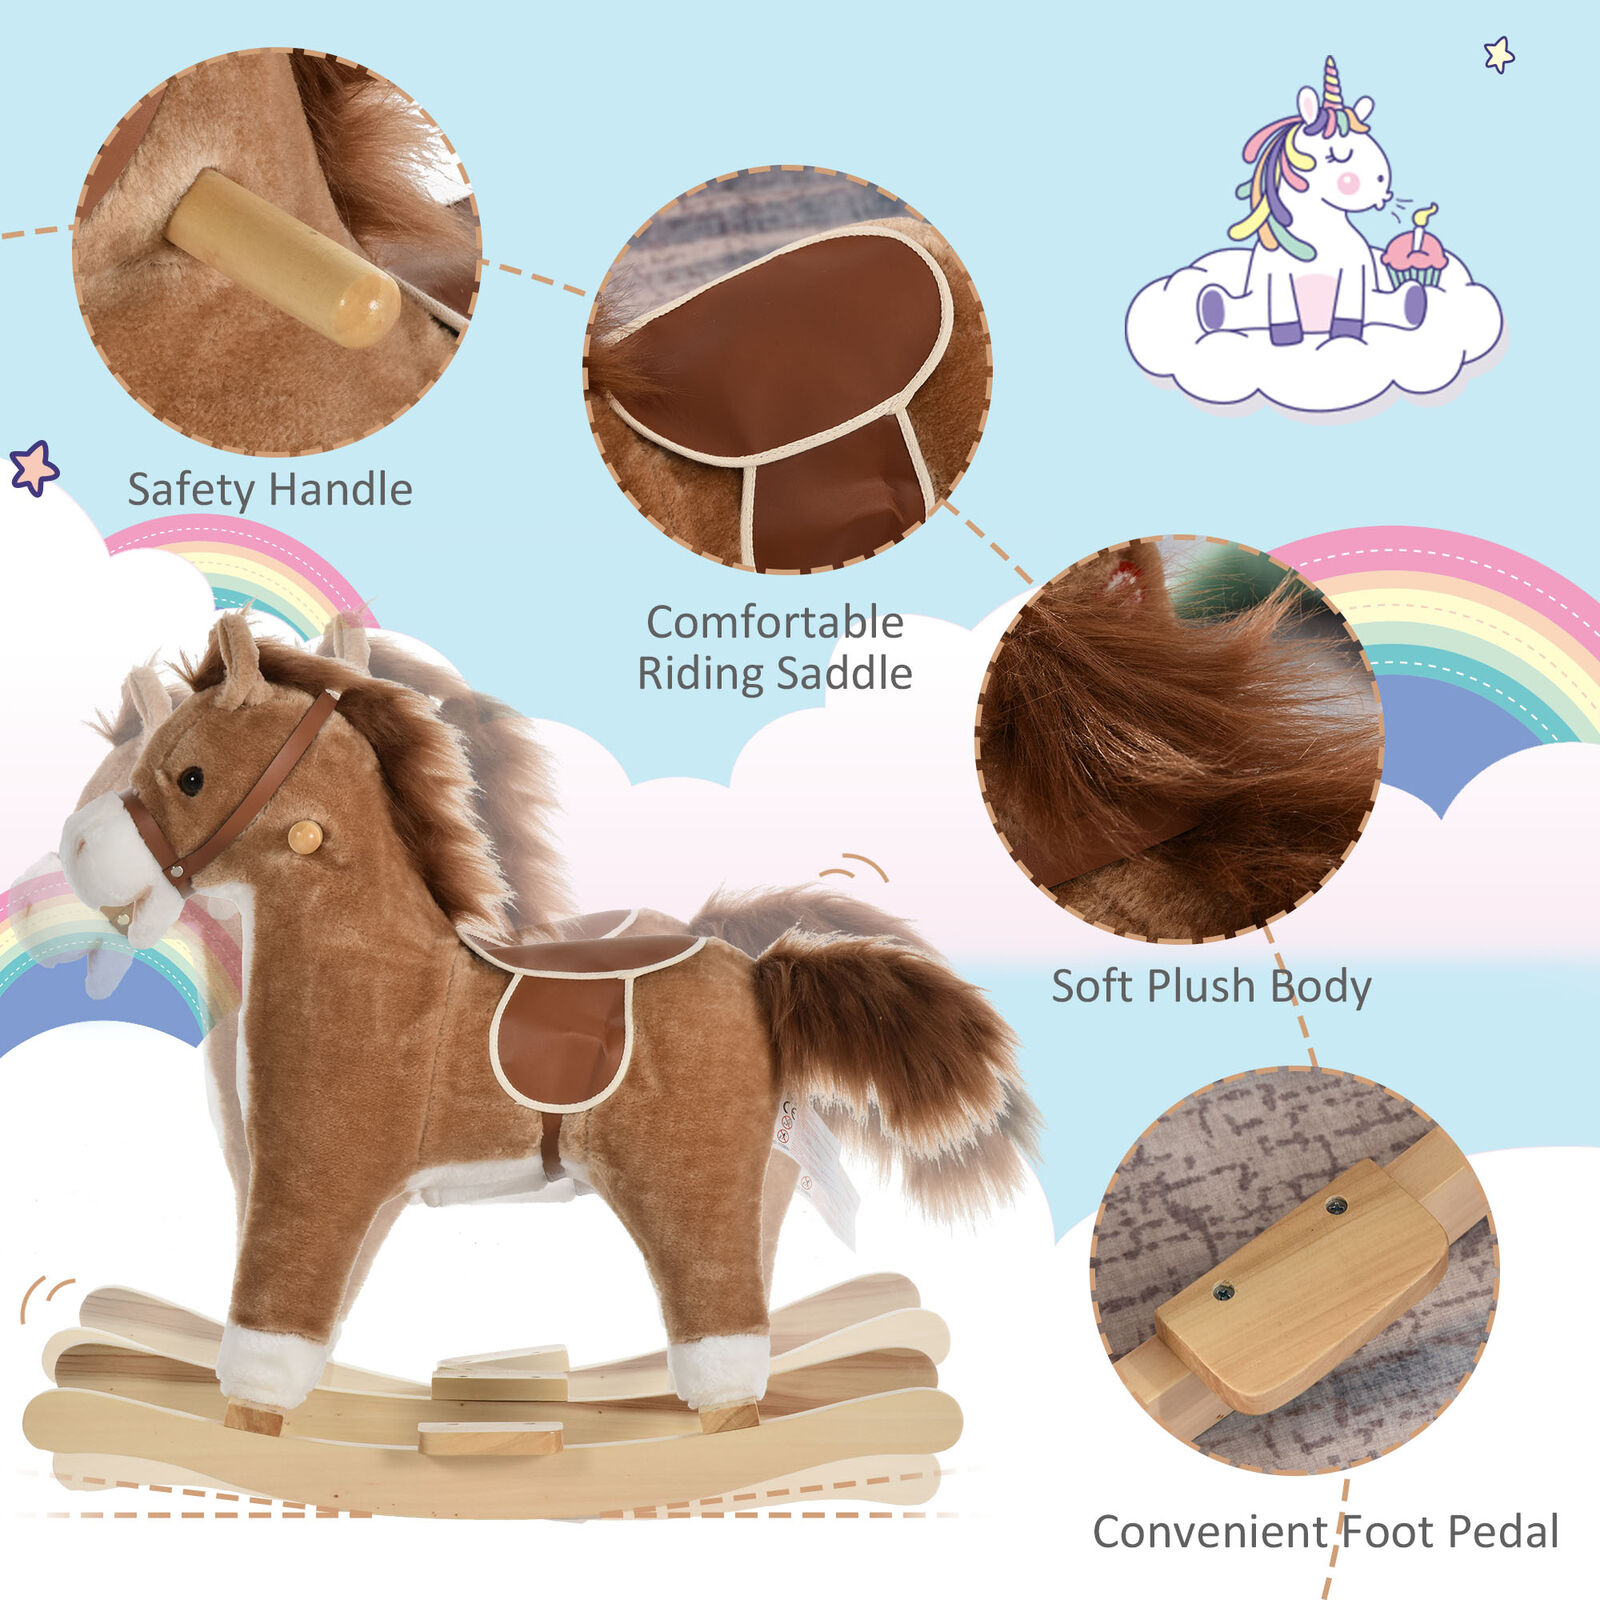 Safety Handle
Comfortable
Riding Saddle
Soft Plush Body
Convenient Foot Pedal